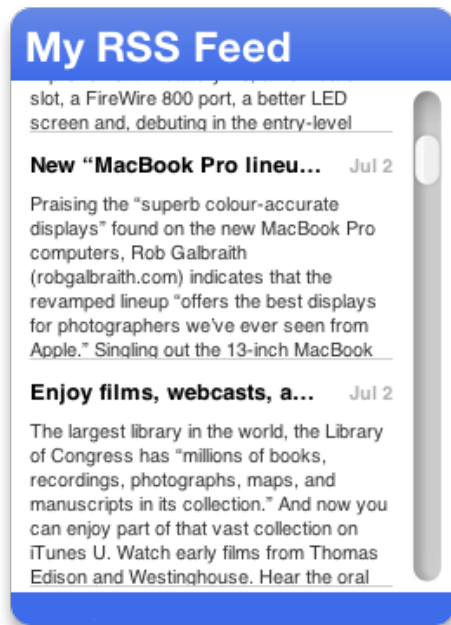 My RSS Feed
slot, a FireWire 800 port, a better LED
screen and, debuting in the entry-level
New “MacBook Pro lineu... Jul 2
Praising the “superb colour-accurate
displays” found on the new MacBook Pro
computers, Rob Galbraith
(robgalbraith.com) indicates that the
revamped lineup “offers the best displays
for photographers we've ever seen from
Apple.” Singling out the 13-inch MacBook
Enjoy films, webcasts, a... Jul 2
The largest library in the world, the Library
of Congress has “millions of books,
recordings, photographs, maps, and
manuscripts in its collection.” And now you
can enjoy part of that vast collection on
iTunes U. Watch early films from Thomas
Edison and Westinghouse. Hear the oral